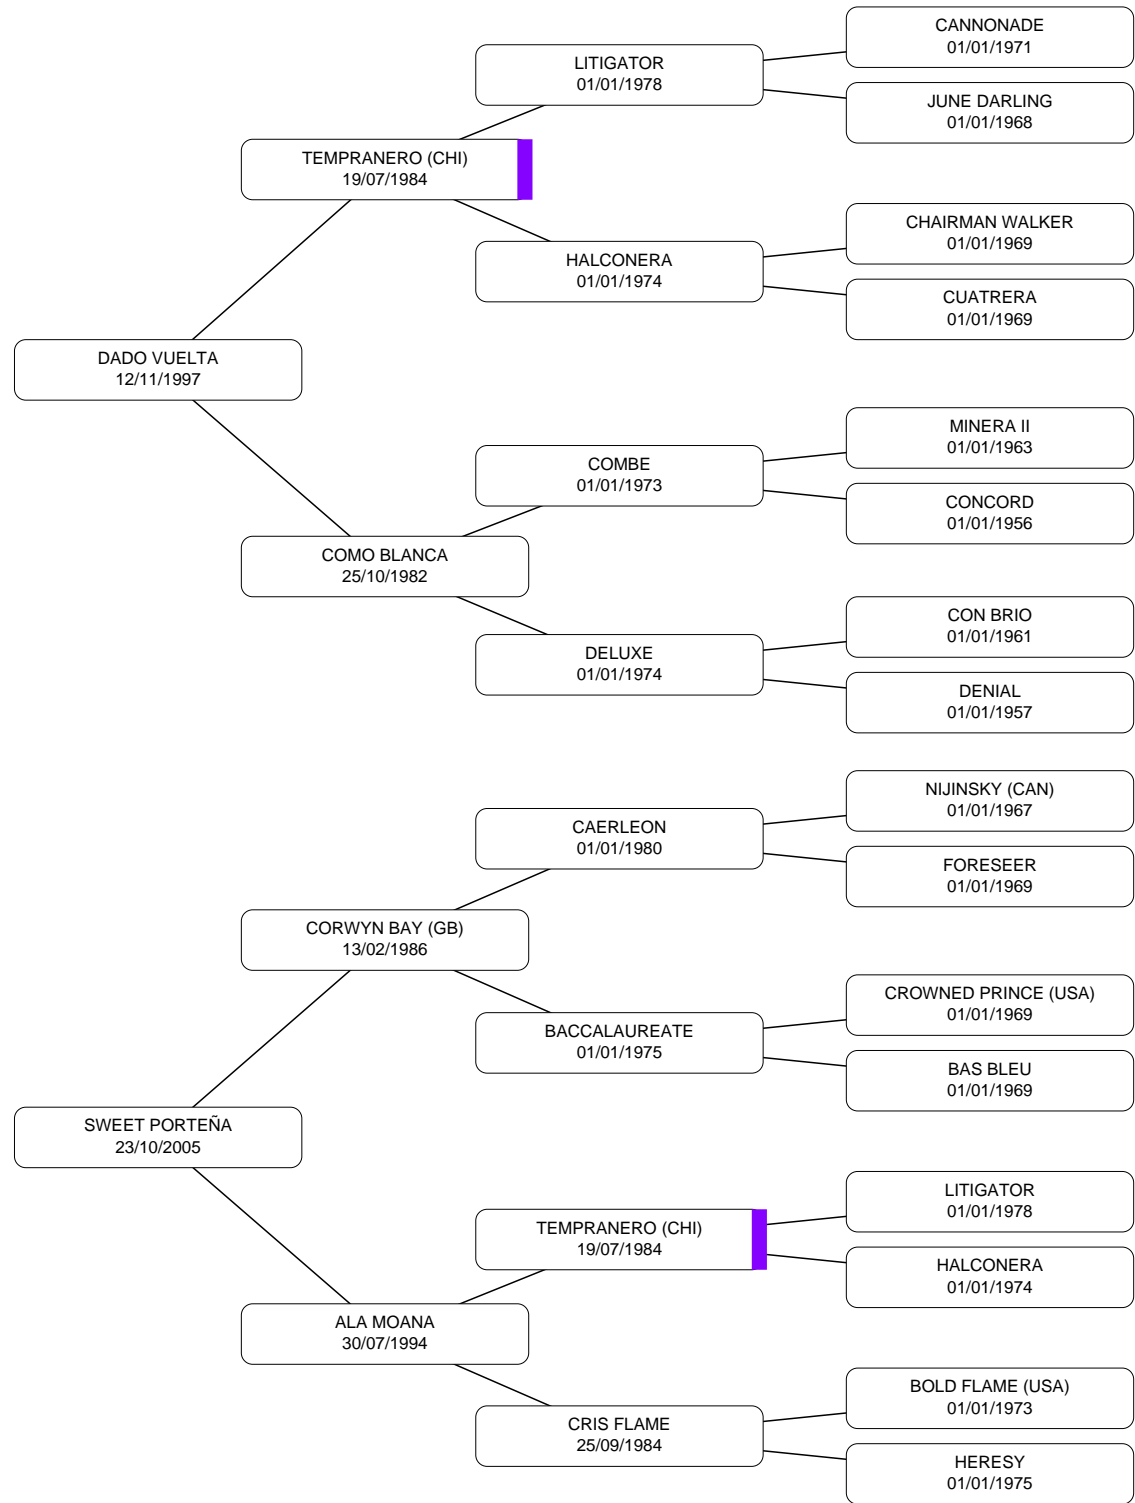 CANNONADE
01/01/1971
LITIGATOR
01/01/1978
JUNE DARLING
01/01/1968
TEMPRANERO (CHI)
19/07/1984
CHAIRMAN WALKER
01/01/1969
HALCONERA
01/01/1974
CUATRERA
01/01/1969
DADO VUELTA
12/11/1997
MINERA II
01/01/1963
COMBE
01/01/1973
CONCORD
01/01/1956
COMO BLANCA
25/10/1982
CON BRIO
01/01/1961
DELUXE
01/01/1974
DENIAL
01/01/1957
NIJINSKY (CAN)
01/01/1967
CAERLEON
01/01/1980
FORESEER
01/01/1969
CORWYN BAY (GB)
13/02/1986
CROWNED PRINCE (USA)
01/01/1969
BACCALAUREATE
01/01/1975
BAS BLEU
01/01/1969
SWEET PORTEÑA
23/10/2005
LITIGATOR
01/01/1978
TEMPRANERO (CHI)
19/07/1984
HALCONERA
01/01/1974
ALA MOANA
30/07/1994
BOLD FLAME (USA)
01/01/1973
CRIS FLAME
25/09/1984
HERESY
01/01/1975